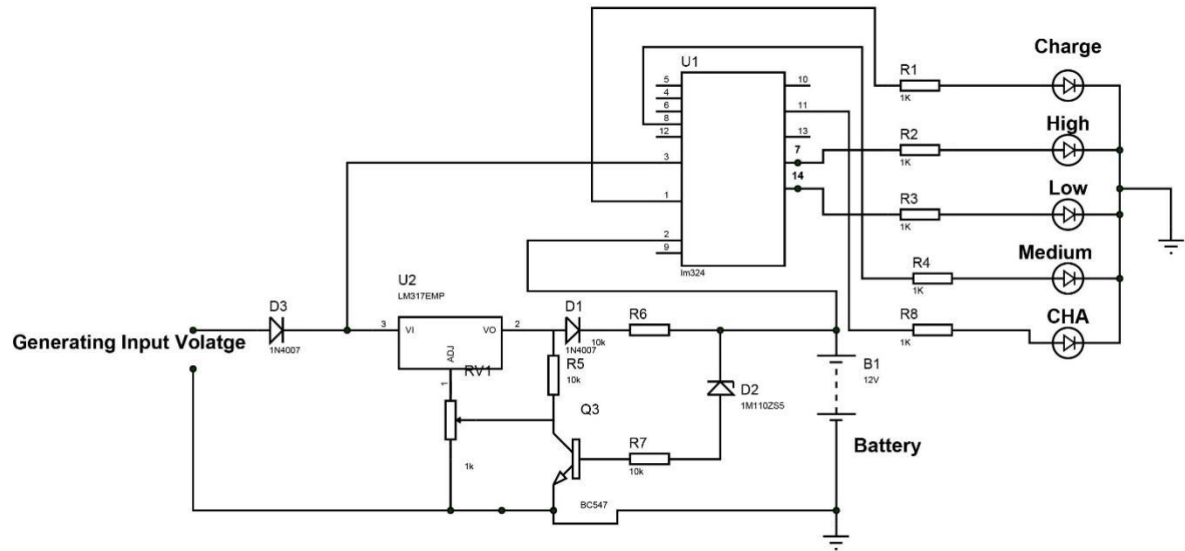 Charge
U1
R1
1K
5
4
6
8
12
3
1
2
9
10
11
13
7
14
lm324
High
R2
1K
Low
R3
1K
Medium
R4
1K
CHA
R8
1K
Generating Input Volatge
D3
1N4007
U2
LM317EMP
3
VI
VO
2
ADJ
1
RV1
1k
D1
1N4007
R6
10k
R5
10k
Q3
BC547
R7
10k
D2
1M110ZS5
B1
12V
Battery